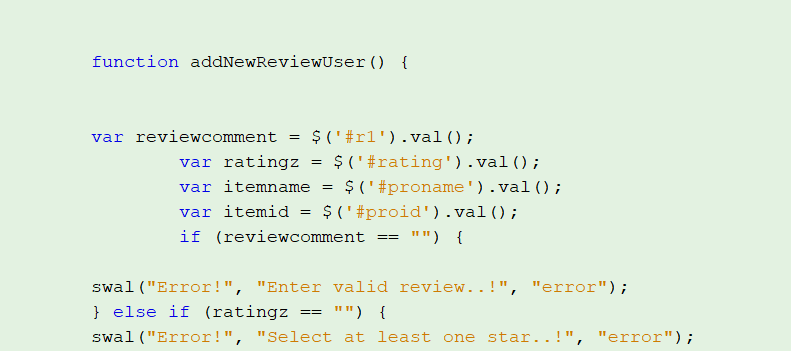 function addNewReviewUser() {
var reviewcomment = $('#r1').val();
var ratingz = $('#rating').val();
var itemname = $('#proname').val();
var itemid = $('#proid').val();
if (reviewcomment == "") {
swal("Error!", "Enter valid review..!", "error");
} else if (ratingz == "") {
swal("Error!", "Select at least one star..!", "error");